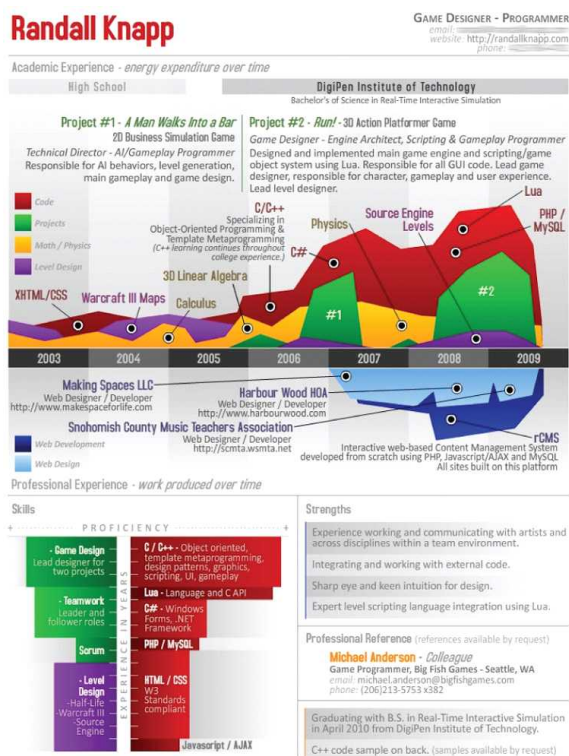 Randall Knapp
GAME DESIGNER - PROGRAMMER
email:
website: http://randallknapp.com
phone:
Academic Experience - energy expenditure over time
High School
DigiPen Institute of Technology
Bachelor's of Science in Real-Time Interactive Simulation
Project #1 - A Man Walks Into a Bar
2D Business Simulation Game
Technical Director - AI/Gameplay Programmer
Responsible for AI behaviors, level generation,
main gameplay and game design.
Project #2 - Run! - 3D Action Platformer Game
Game Designer - Engine Architect, Scripting & Gameplay Programmer
Designed and implemented main game engine and scripting/game
object system using Lua. Responsible for all GUI code. Lead game
designer, responsible for character, gameplay and user experience.
Lead level designer.
Code
Projects
Math / Physics
Level Design
C/C++
Specializing in
Object-Oriented Programming &
Template Metaprogramming
(C++ learning continues throughout
college experience.)
Lua
PHP /
MySQL
Source Engine
Levels
Physics
C#
3D Linear Algebra
XHTML/CSS
Warcraft III Maps
Calculus
#1
#2
2003
2004
2005
2006
2007
2008
2009
Making Spaces LLC
Web Designer / Developer
http://www.makespaceforlife.com
Harbour Wood HOA
Web Designer / Developer
http://www.harbourwood.com
Snohomish County Music Teachers Association
Web Designer / Developer
http://scmta.wsmta.net
rCMS
Interactive web-based Content Management System
developed from scratch using PHP, Javascript/AJAX and MySQL
All sites built on this platform
Web Development
Web Design
Professional Experience - work produced over time
Skills
PROFICIENCY
EXPERIENCE IN YEARS
- Game Design
Lead designer for
two projects
- Teamwork
Leader and
follower roles
Scrum
- Level
Design
-Half-Life
-Warcraft III
-Source
Engine
C / C++ - Object oriented,
template metaprogramming,
design patterns, graphics,
scripting, UI, gameplay
Lua - Language and C API
C# - Windows
Forms, .NET
Framework
PHP / MySQL
HTML / CSS
W3
Standards
compliant
Javascript / AJAX
Strengths
Experience working and communicating with artists and
across disciplines within a team environment.
Integrating and working with external code.
Sharp eye and keen intuition for design.
Expert level scripting language integration using Lua.
Professional Reference (references available by request)
Michael Anderson - Colleague
Game Programmer, Big Fish Games - Seattle, WA
email: michael.anderson@bigfishgames.com
phone: (206)213-5753 x382
Graduating with B.S. in Real-Time Interactive Simulation
in April 2010 from DigiPen Institute of Technology.
C++ code sample on back. (samples available by request)